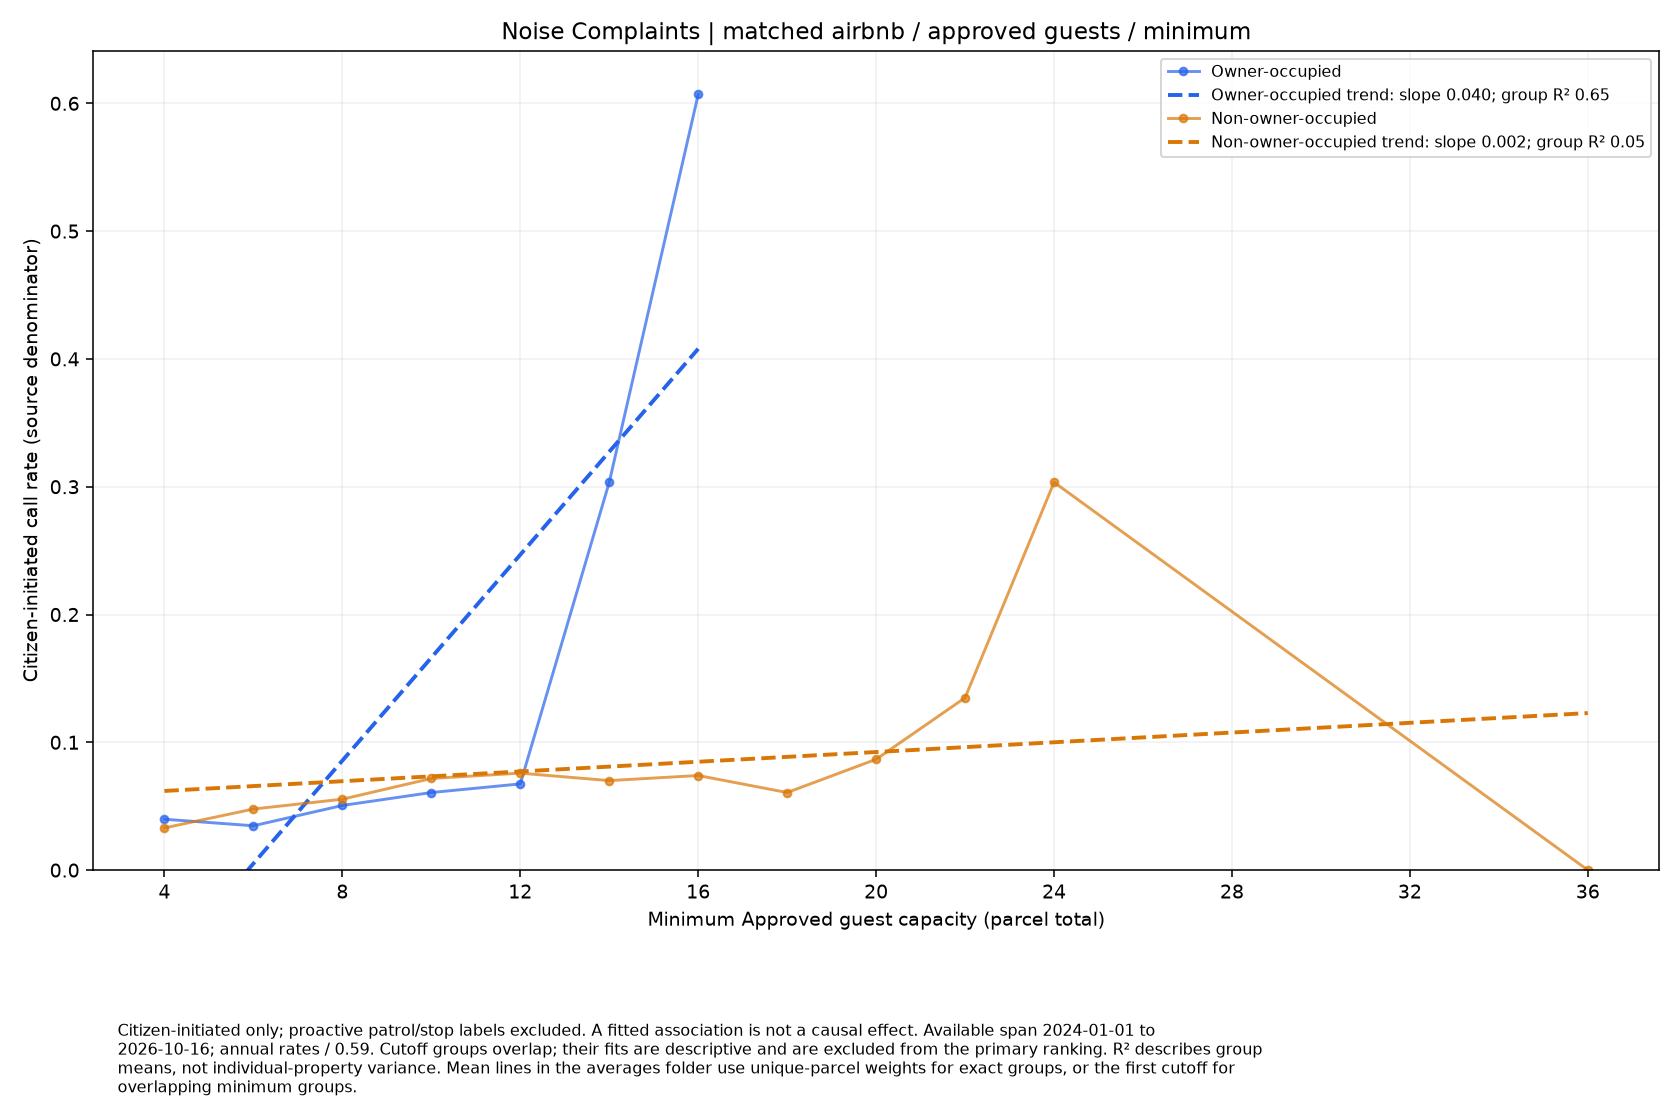 Noise Complaints | matched airbnb / approved guests / minimum
Owner-occupied
Owner-occupied trend: slope 0.040; group R² 0.65
Non-owner-occupied
Non-owner-occupied trend: slope 0.002; group R² 0.05
Citizen-initiated call rate (source denominator)
0.6
0.5
0.4
0.3
0.2
0.1
0.0
4 8 12 16 20 24 28 32 36
Minimum Approved guest capacity (parcel total)
Citizen-initiated only; proactive patrol/stop labels excluded. A fitted association is not a causal effect. Available span 2024-01-01 to
2026-10-16; annual rates / 0.59. Cutoff groups overlap; their fits are descriptive and are excluded from the primary ranking. R² describes group
means, not individual-property variance. Mean lines in the averages folder use unique-parcel weights for exact groups, or the first cutoff for
overlapping minimum groups.